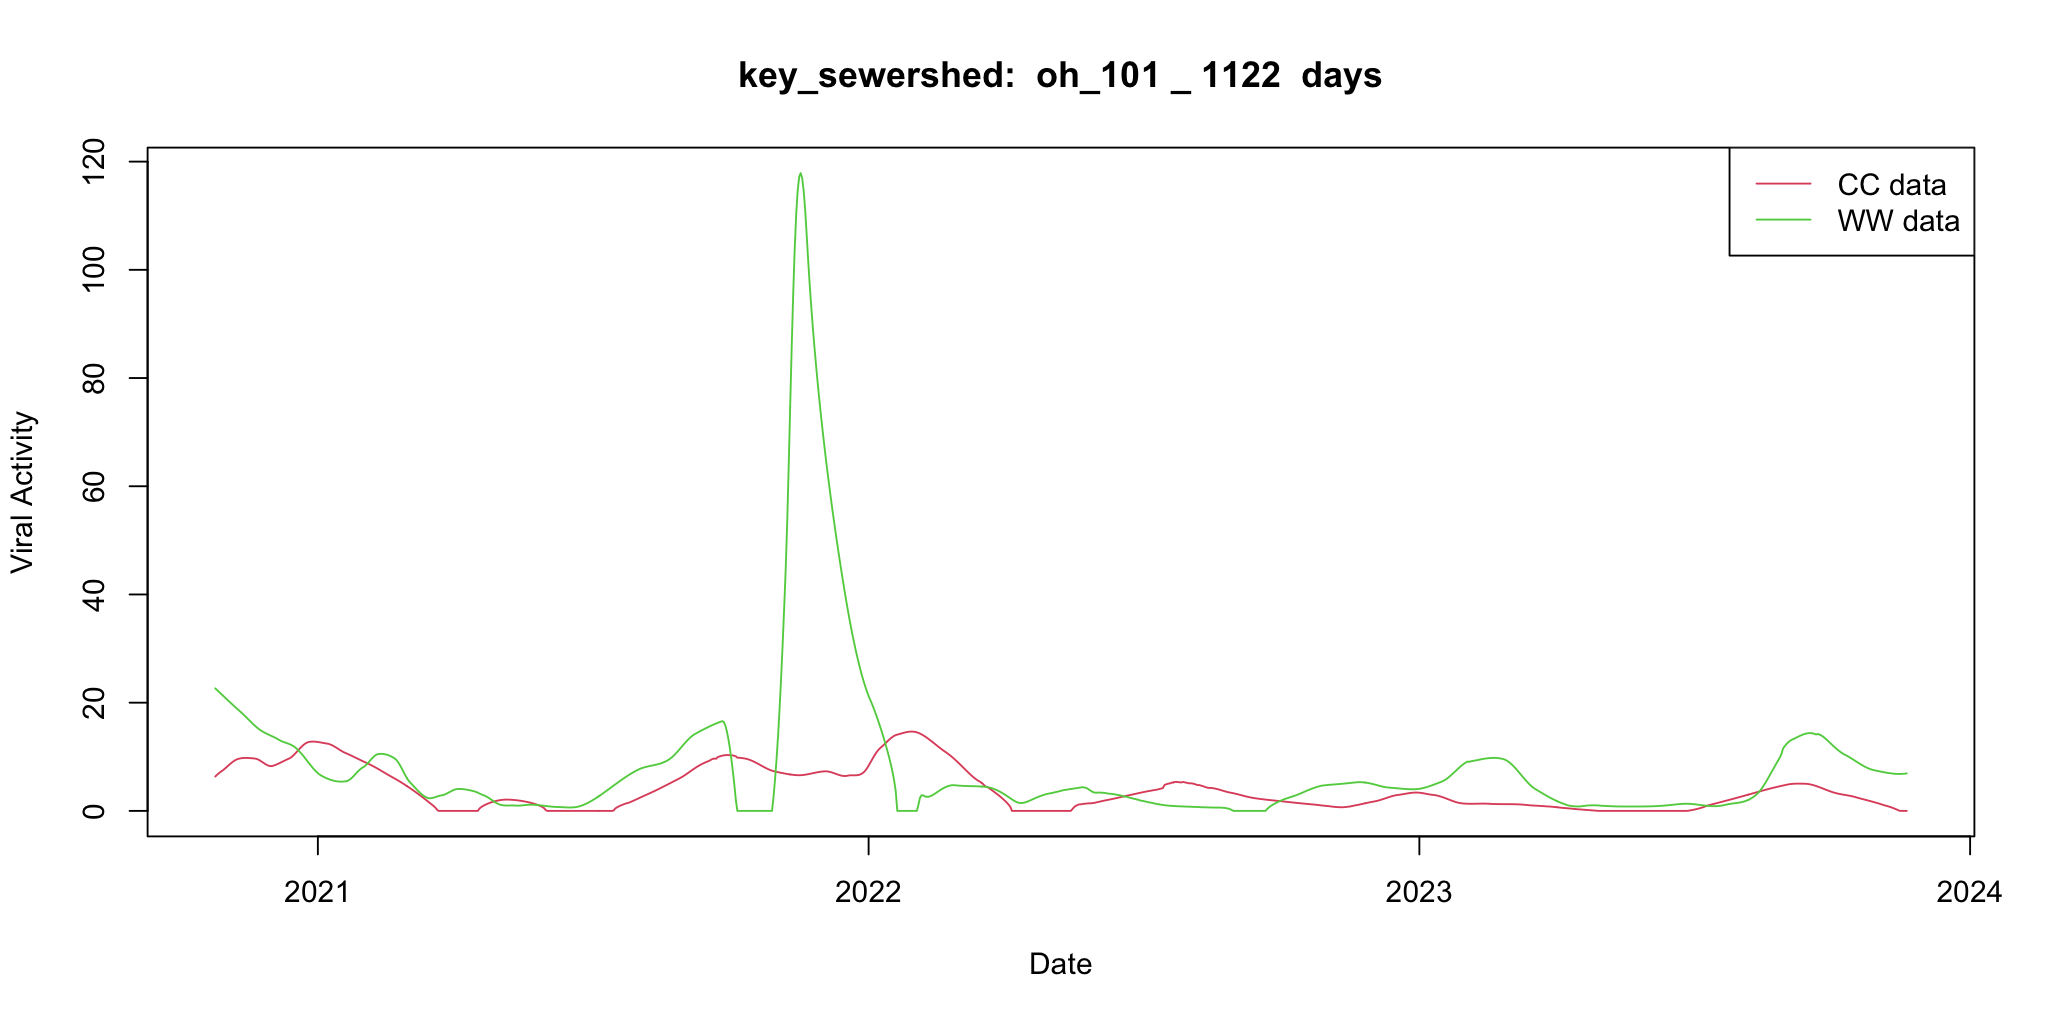 key_sewershed:  oh_101 _ 1122  days
CC data
WW data
120
100
80
60
40
20
0
Viral Activity
2021
2022
2023
2024
Date